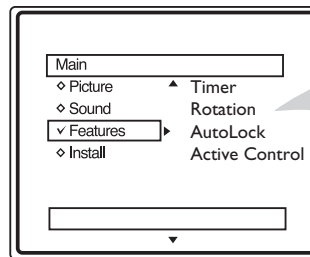 Main
Picture
Sound
Features
Install
Timer
Rotation
AutoLock
Active Control